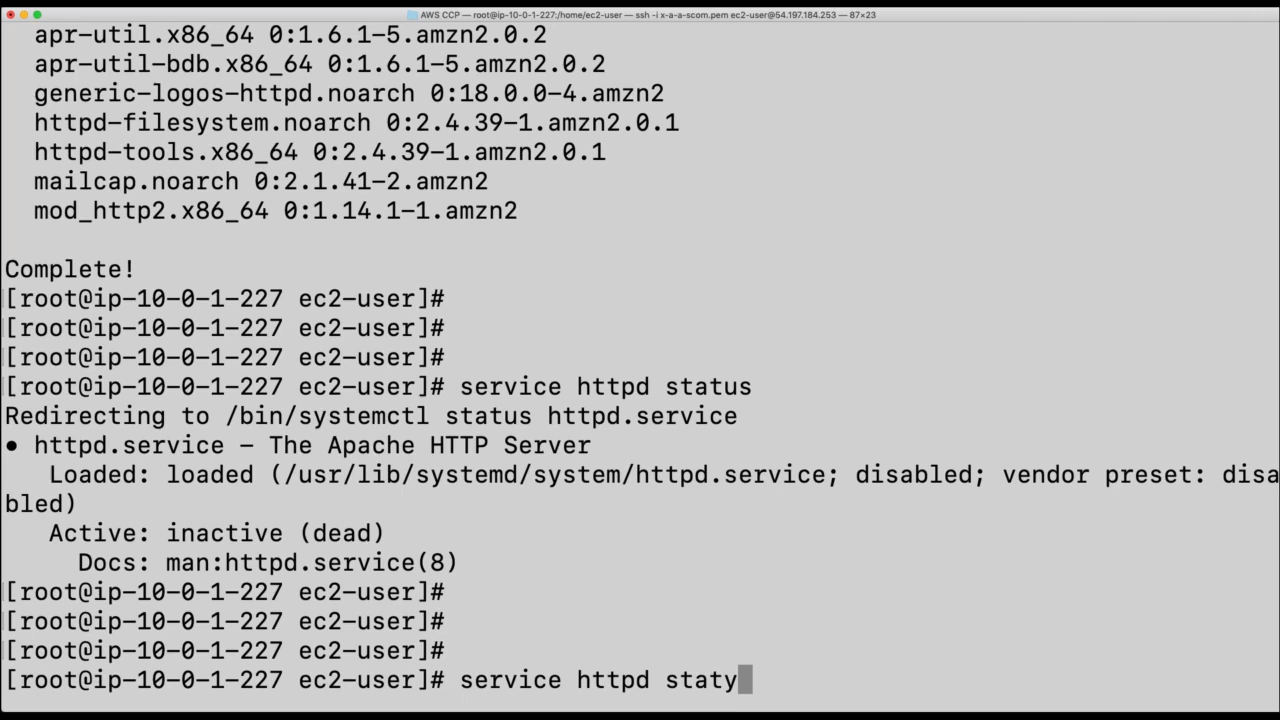 AWS CCP — root@ip-10-0-1-227:/home/ec2-user — ssh -i x-a-a-scom.pem ec2-user@54.197.184.253 — 87×23
apr-util.x86_64 0:1.6.1-5.amzn2.0.2
apr-util-bdb.x86_64 0:1.6.1-5.amzn2.0.2
generic-logos-httpd.noarch 0:18.0.0-4.amzn2
httpd-filesystem.noarch 0:2.4.39-1.amzn2.0.1
httpd-tools.x86_64 0:2.4.39-1.amzn2.0.1
mailcap.noarch 0:2.1.41-2.amzn2
mod_http2.x86_64 0:1.14.1-1.amzn2
Complete!
[root@ip-10-0-1-227 ec2-user]#
[root@ip-10-0-1-227 ec2-user]#
[root@ip-10-0-1-227 ec2-user]#
[root@ip-10-0-1-227 ec2-user]# service httpd status
Redirecting to /bin/systemctl status httpd.service
● httpd.service - The Apache HTTP Server
Loaded: loaded (/usr/lib/systemd/system/httpd.service; disabled; vendor preset: disa
bled)
Active: inactive (dead)
Docs: man:httpd.service(8)
[root@ip-10-0-1-227 ec2-user]#
[root@ip-10-0-1-227 ec2-user]#
[root@ip-10-0-1-227 ec2-user]#
[root@ip-10-0-1-227 ec2-user]# service httpd staty